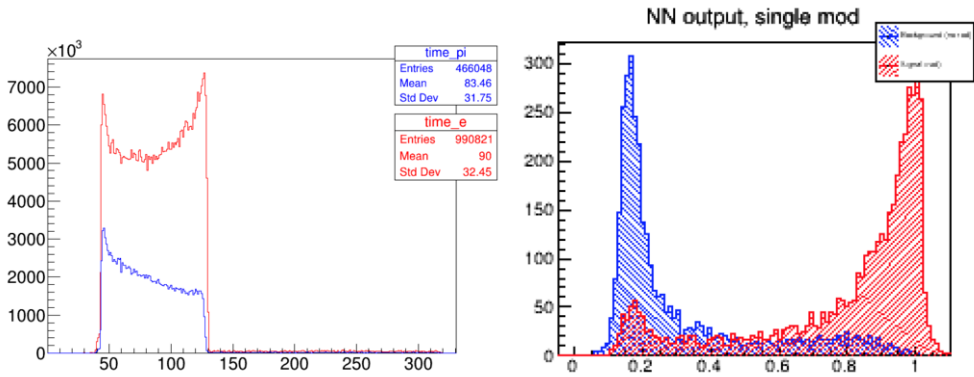 NN output, single mod
×10³
7000
6000
5000
4000
3000
2000
1000
0
50 100 150 200 250 300
time_pi
Entries 466048
Mean 83.46
Std Dev 31.75
time_e
Entries 990821
Mean 90
Std Dev 32.45
300
250
200
150
100
50
0
0 0.2 0.4 0.6 0.8 1
Background
Signal